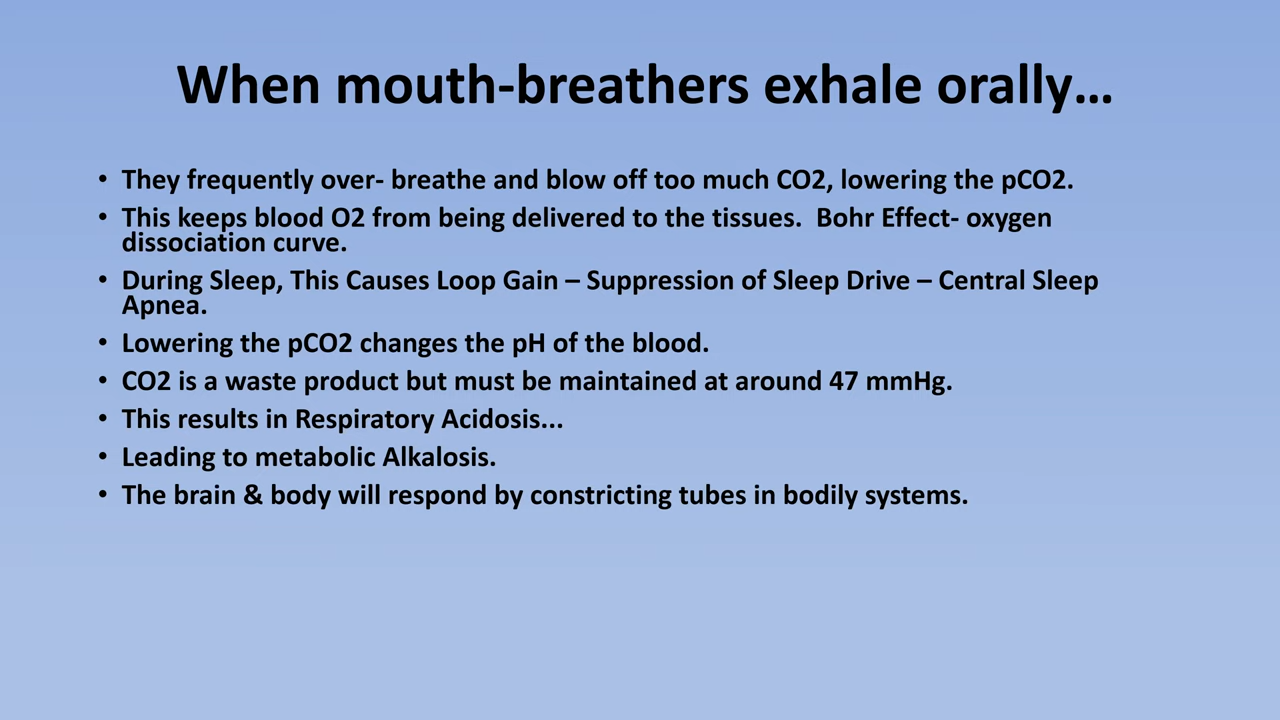 When mouth-breathers exhale orally...
• They frequently over- breathe and blow off too much CO2, lowering the pCO2.
• This keeps blood O2 from being delivered to the tissues.  Bohr Effect- oxygen
dissociation curve.
• During Sleep, This Causes Loop Gain – Suppression of Sleep Drive – Central Sleep
Apnea.
• Lowering the pCO2 changes the pH of the blood.
• CO2 is a waste product but must be maintained at around 47 mmHg.
• This results in Respiratory Acidosis...
• Leading to metabolic Alkalosis.
• The brain & body will respond by constricting tubes in bodily systems.